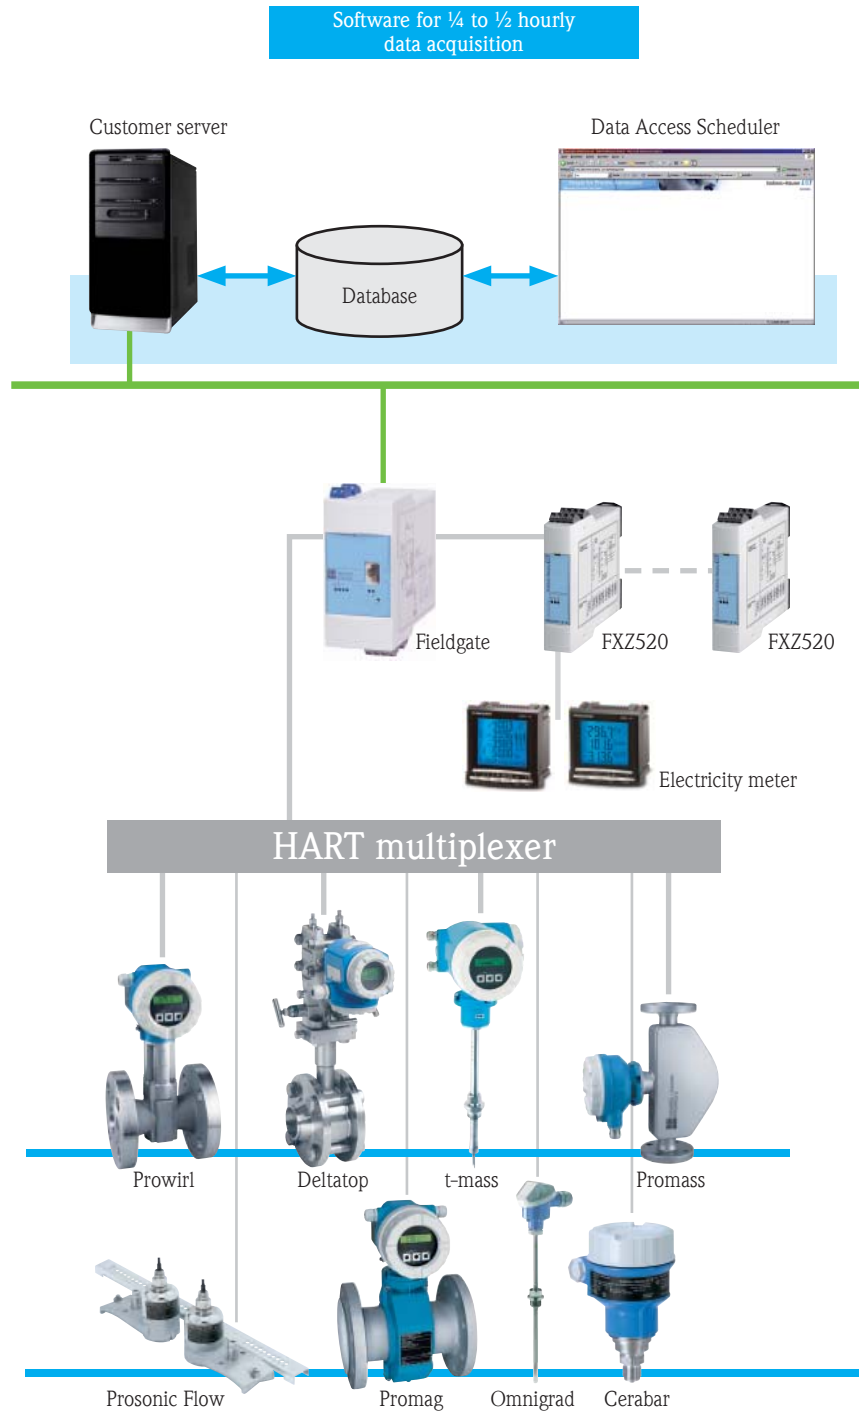 Software for ¼ to ½ hourly
data acquisition
Customer server
Data Access Scheduler
Database
Fieldgate
FXZ520
FXZ520
Electricity meter
HART multiplexer
Prowirl
Deltatop
t-mass
Promass
Prosonic Flow
Promag
Omnigrad
Cerabar